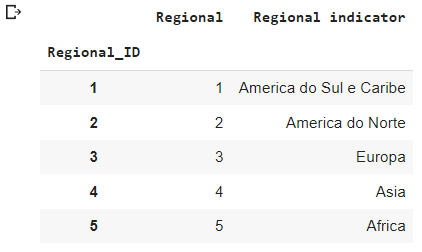 Regional Regional indicator
Regional_ID
1 1 America do Sul e Caribe
2 2 America do Norte
3 3 Europa
4 4 Asia
5 5 Africa